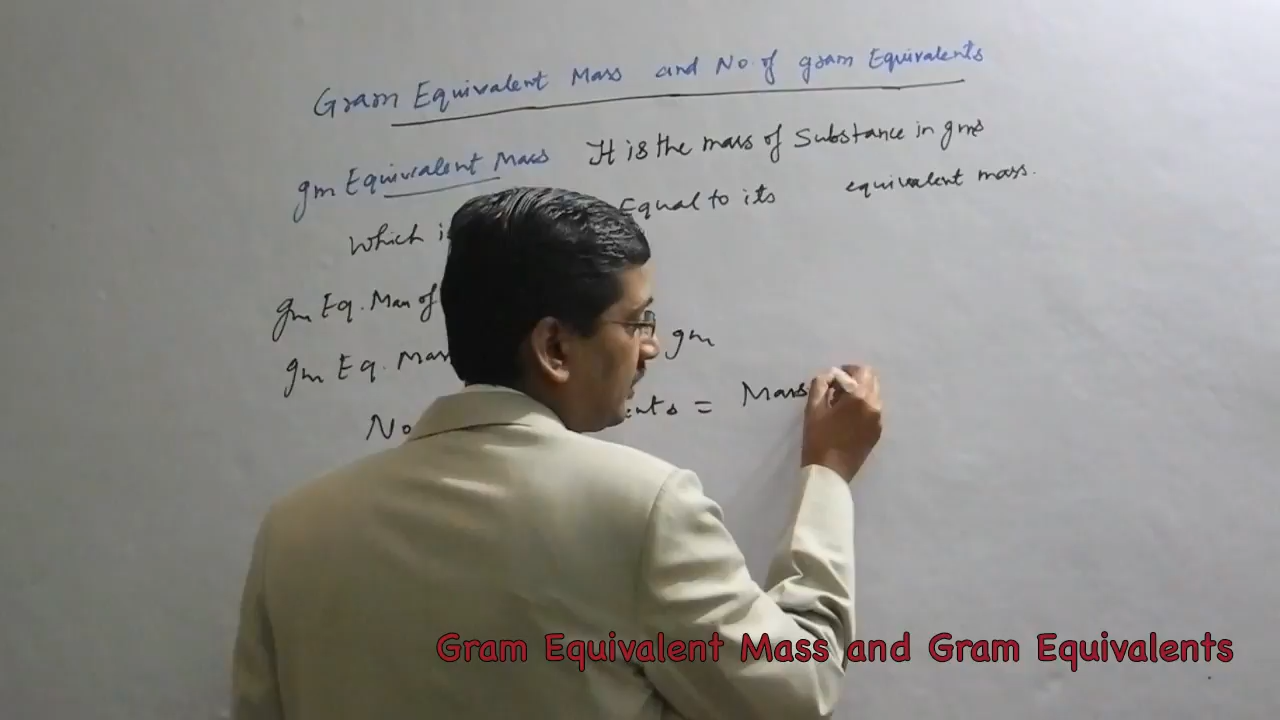 Gram Equivalent Mass and No. of gram Equivalents
gm Equivalent Mass It is the mass of Substance in gms
Which is Equal to its equivalent mass.
gm Eq. Mass of
gm Eq. Mass gm
No = Mass
Gram Equivalent Mass and Gram Equivalents